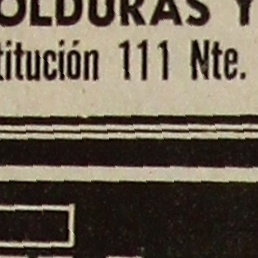 OLDURAS Y
titución 111 Nte.